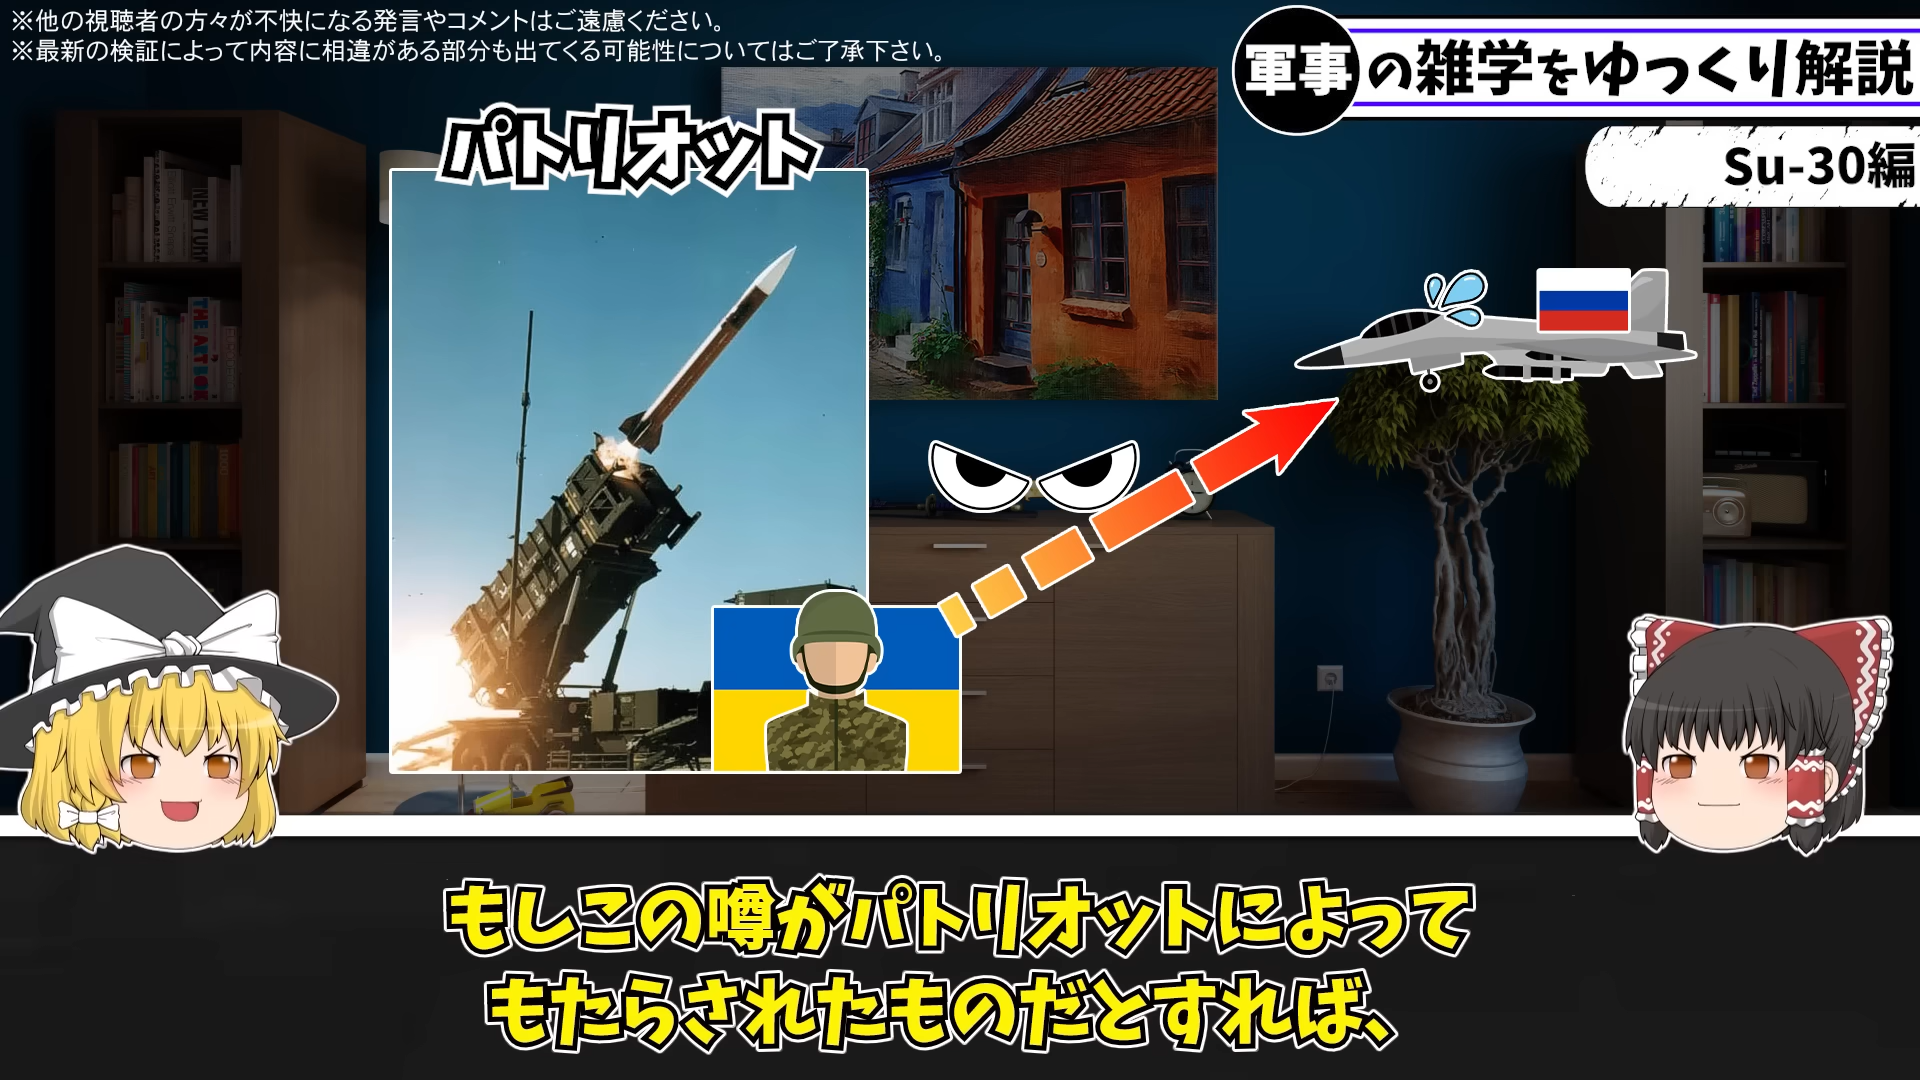 ※他の視聴者の方々が不快になる発言やコメントはご遠慮ください。
※最新の検証によって内容に相違がある部分も出てくる可能性についてはご了承下さい。
軍事の雑学をゆっくり解説
Su-30編
パトリオット
NEW YORK
THE ARTACK
もしこの噂がパトリオットによって
もたらされたものだとすれば、